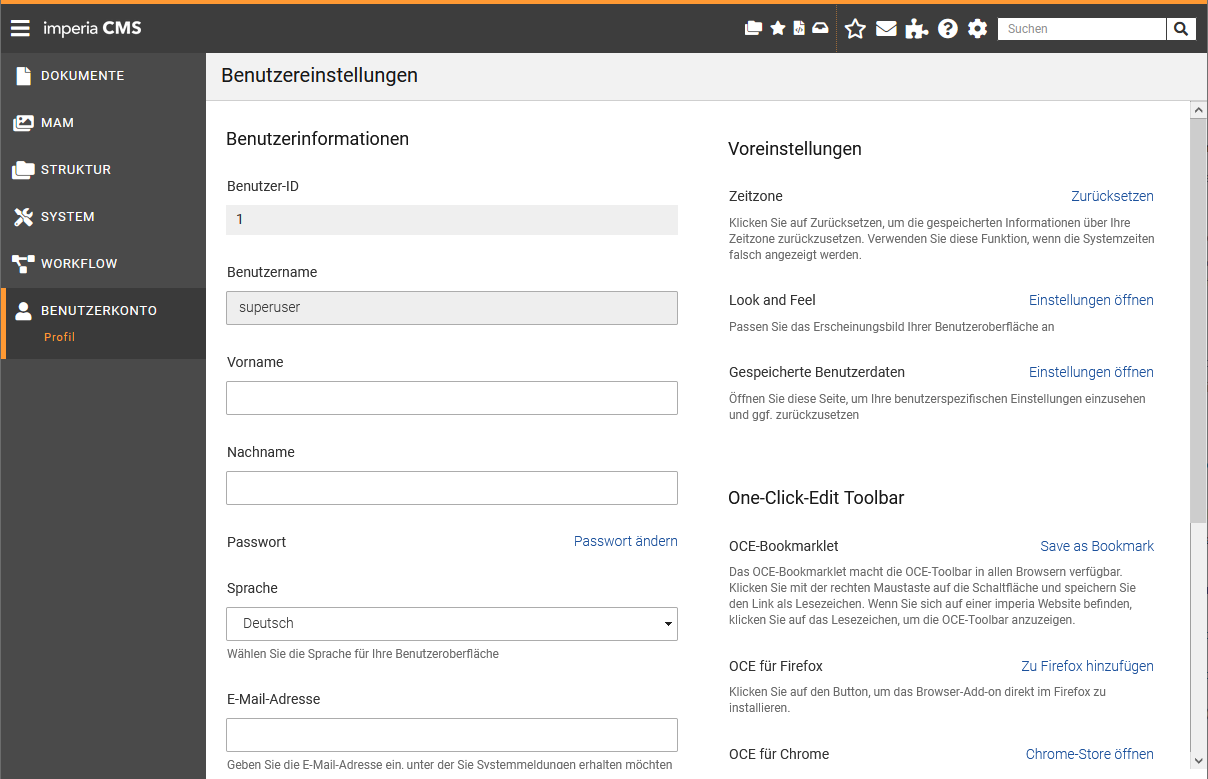 imperia CMS
Suchen
DOKUMENTE
MAM
STRUKTUR
SYSTEM
WORKFLOW
BENUTZERKONTO
Profil
Benutzereinstellungen
Benutzerinformationen
Benutzer-ID
1
Benutzername
superuser
Vorname
Nachname
Passwort
Passwort ändern
Sprache
Deutsch
Wählen Sie die Sprache für Ihre Benutzeroberfläche
E-Mail-Adresse
Geben Sie die E-Mail-Adresse ein, unter der Sie Systemmeldungen erhalten möchten
Voreinstellungen
Zeitzone
Zurücksetzen
Klicken Sie auf Zurücksetzen, um die gespeicherten Informationen über Ihre
Zeitzone zurückzusetzen. Verwenden Sie diese Funktion, wenn die Systemzeiten
falsch angezeigt werden.
Look and Feel
Einstellungen öffnen
Passen Sie das Erscheinungsbild Ihrer Benutzeroberfläche an
Gespeicherte Benutzerdaten
Einstellungen öffnen
Öffnen Sie diese Seite, um Ihre benutzerspezifischen Einstellungen einzusehen
und ggf. zurückzusetzen
One-Click-Edit Toolbar
OCE-Bookmarklet
Save as Bookmark
Das OCE-Bookmarklet macht die OCE-Toolbar in allen Browsern verfügbar.
Klicken Sie mit der rechten Maustaste auf die Schaltfläche und speichern Sie
den Link als Lesezeichen. Wenn Sie sich auf einer imperia Website befinden,
klicken Sie auf das Lesezeichen, um die OCE-Toolbar anzuzeigen.
OCE für Firefox
Zu Firefox hinzufügen
Klicken Sie auf den Button, um das Browser-Add-on direkt im Firefox zu
installieren.
OCE für Chrome
Chrome-Store öffnen